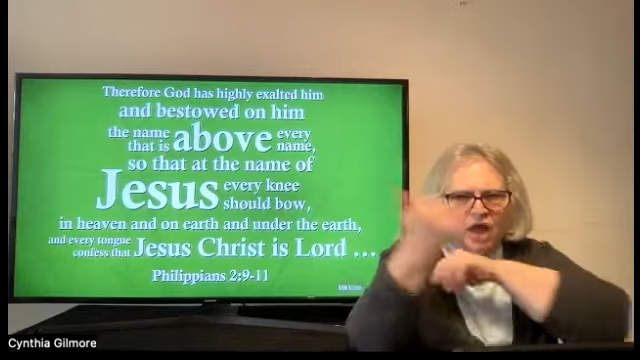 Therefore God has highly exalted him
and bestowed on him
the name that is above every name,
so that at the name of
Jesus every knee should bow,
in heaven and on earth and under the earth,
and every tongue confess that Jesus Christ is Lord ...
Philippians 2:9-11
Cynthia Gilmore